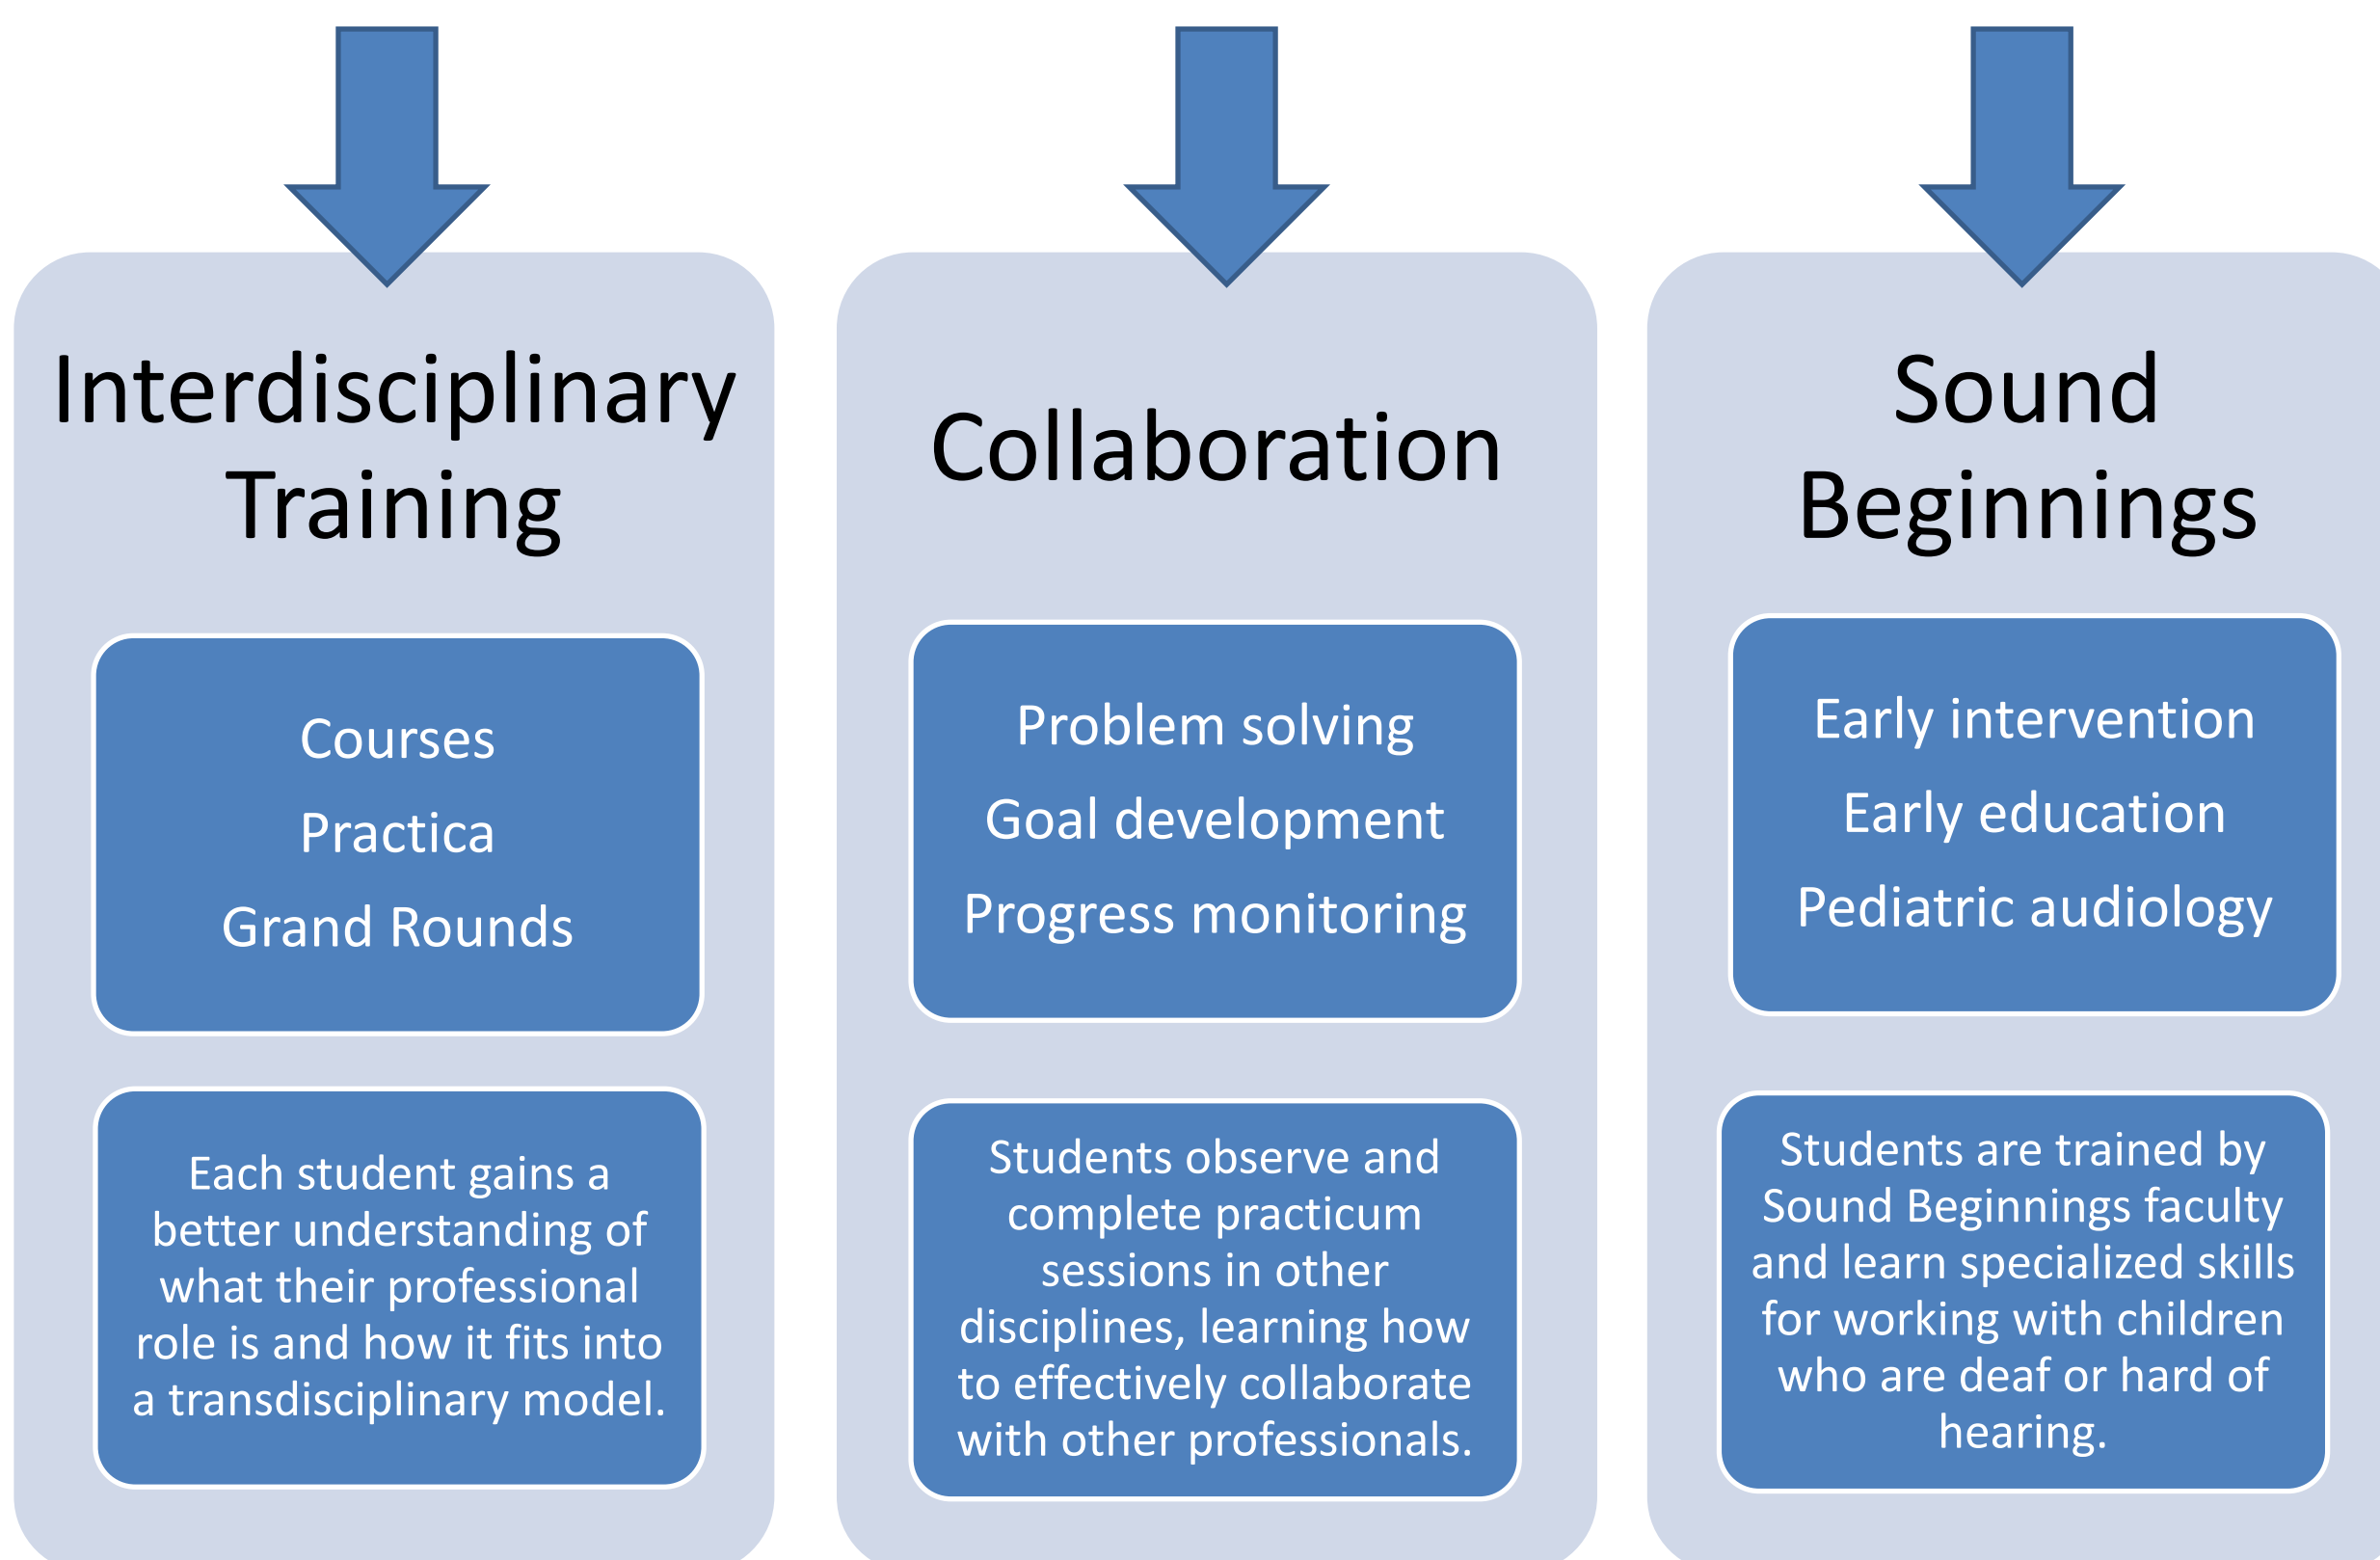 Interdisciplinary
Training
Courses
Practica
Grand Rounds
Each student gains a
better understanding of
what their professional
role is and how it fits into
a transdisciplinary model.
Collaboration
Problem solving
Goal development
Progress monitoring
Students observe and
complete practicum
sessions in other
disciplines, learning how
to effectively collaborate
with other professionals.
Sound
Beginnings
Early intervention
Early education
Pediatric audiology
Students are trained by
Sound Beginnings faculty
and learn specialized skills
for working with children
who are deaf or hard of
hearing.